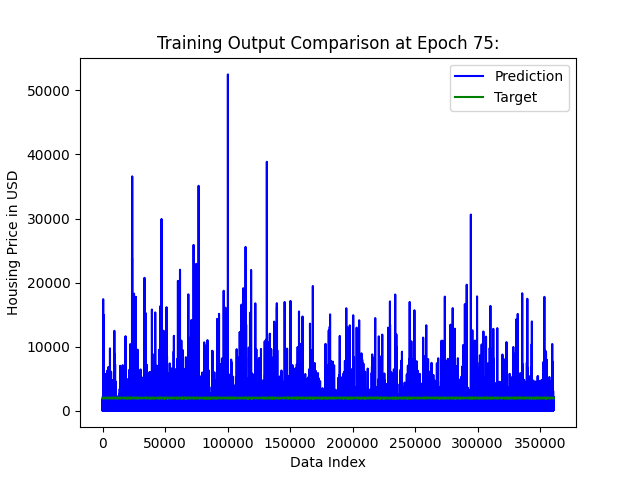 Training Output Comparison at Epoch 75:
Prediction
Target
Housing Price in USD
50000
40000
30000
20000
10000
0
0 50000 100000 150000 200000 250000 300000 350000
Data Index